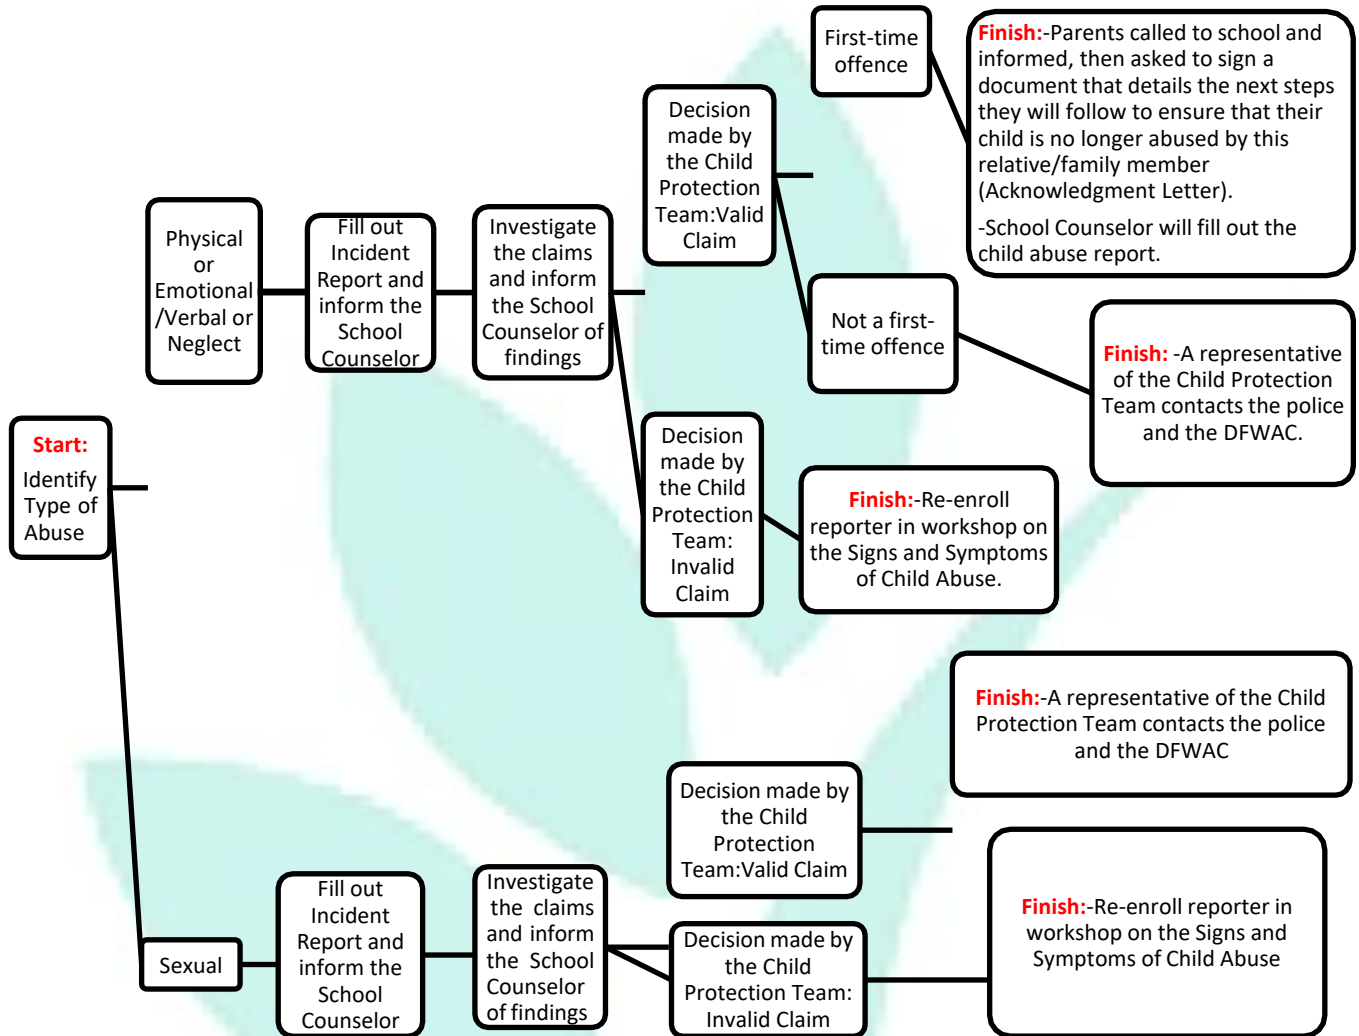 Start:
Identify
Type of
Abuse
Physical
or
Emotional
/Verbal or
Neglect
Fill out
Incident
Report and
inform the
School
Counselor
Investigate
the claims
and inform
the School
Counselor of
findings
Decision
made by
the Child
Protection
Team:Valid
Claim
First-time
offence
Finish:-Parents called to school and
informed, then asked to sign a
document that details the next steps
they will follow to ensure that their
child is no longer abused by this
relative/family member
(Acknowledgment Letter).
-School Counselor will fill out the
child abuse report.
Not a first-
time offence
Finish: -A representative
of the Child Protection
Team contacts the police
and the DFWAC.
Decision
made by
the Child
Protection
Team:
Invalid
Claim
Finish:-Re-enroll
reporter in workshop on
the Signs and Symptoms
of Child Abuse.
Sexual
Fill out
Incident
Report and
inform the
School
Counselor
Investigate
the claims
and inform
the School
Counselor
of findings
Decision made by
the Child
Protection
Team:Valid Claim
Finish:-A representative of the Child
Protection Team contacts the police
and the DFWAC
Decision made by
the Child
Protection Team:
Invalid Claim
Finish:-Re-enroll reporter in
workshop on the Signs and
Symptoms of Child Abuse